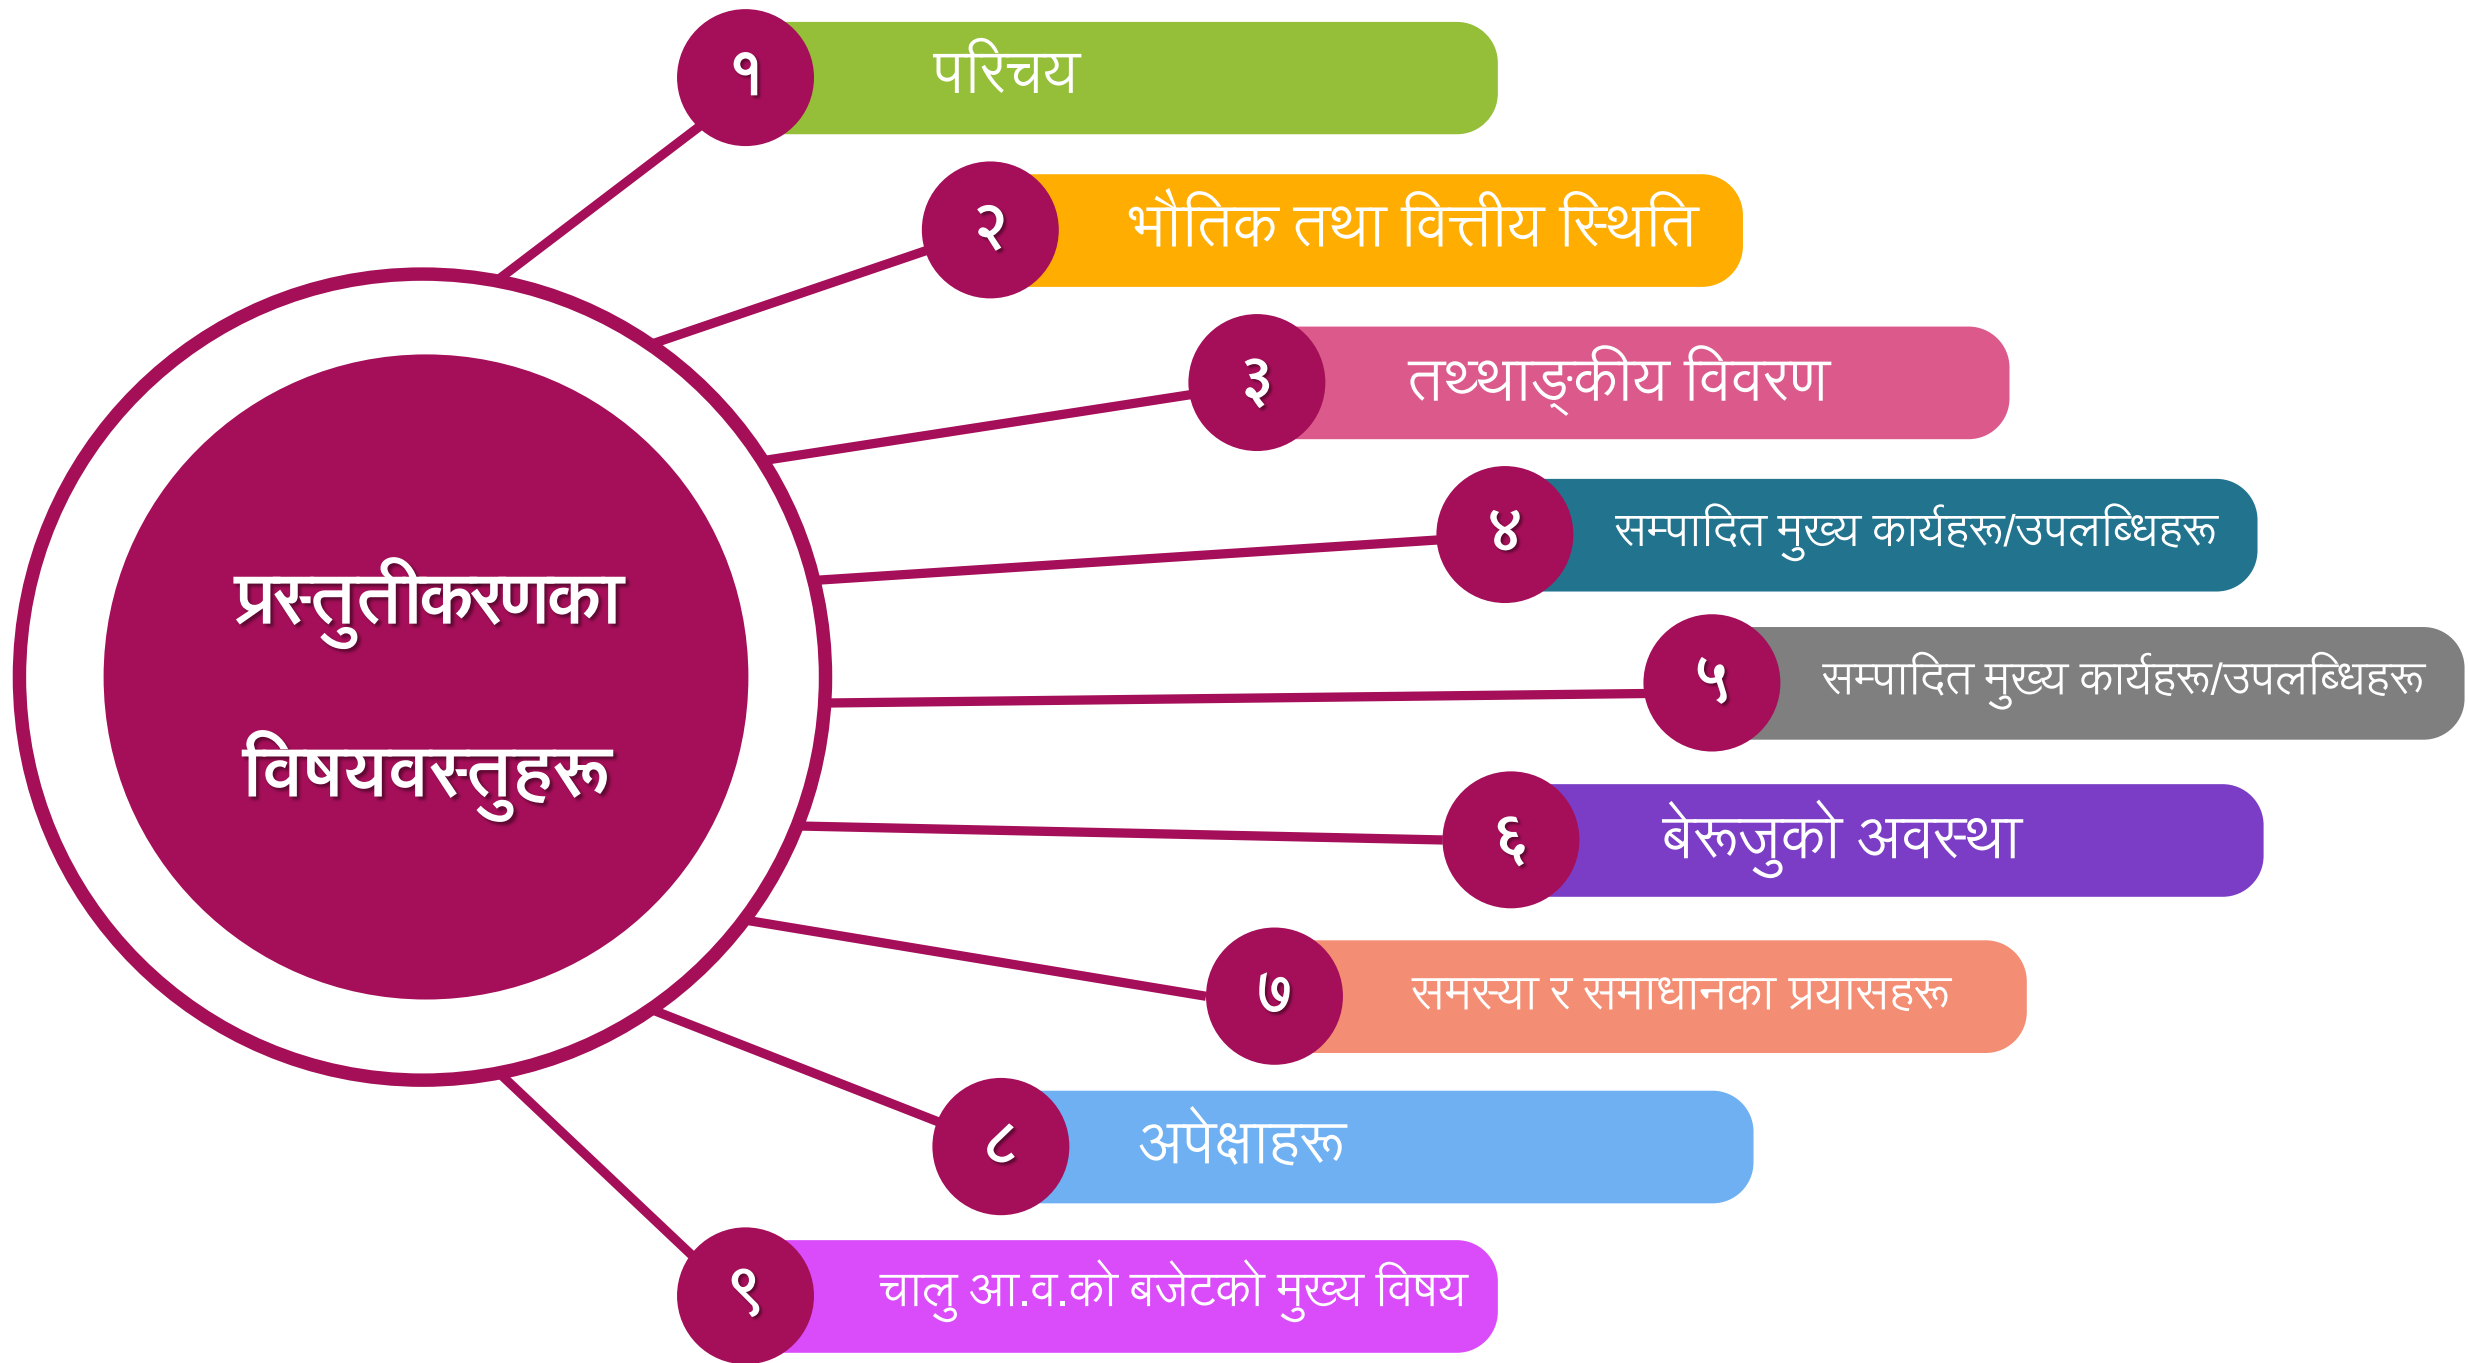 १
परिचय
२
भौतिक तथा वित्तीय स्थिति
३
तथ्थाङ्कीय विवरण
४
सम्पादित मुख्य कार्यहरु/उपलब्धिहरु
५
सम्पादित मुख्य कार्यहरू/उपलब्धिहरू
६
बेरूजुको अवस्था
७
समस्या र समाधानका प्रयासहरू
८
अपेक्षाहरू
९
चालु आ.व.को बजेटको मुख्य विषय
प्रस्तुतीकरणका
विषयवस्तुहरू